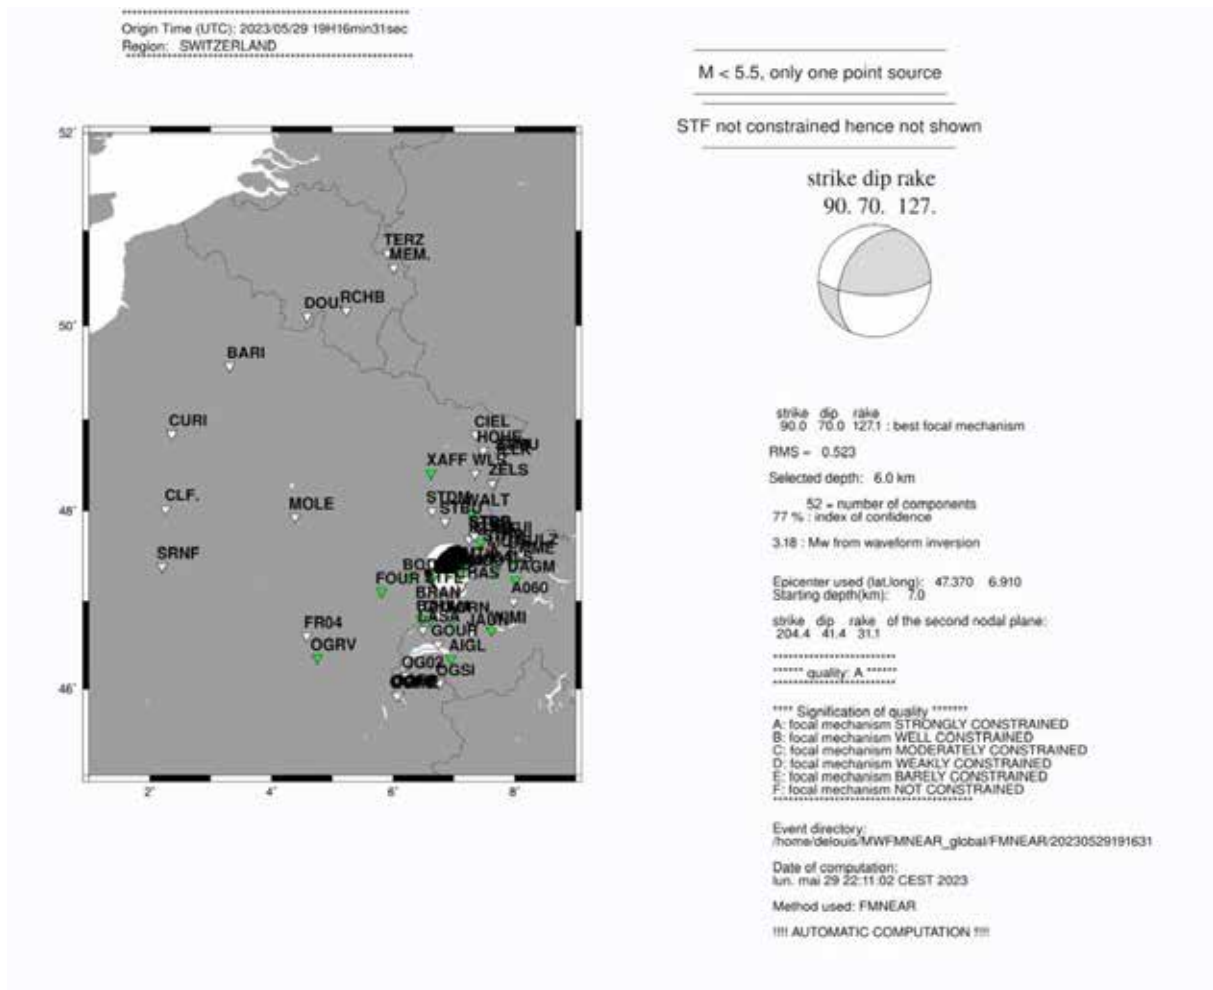 Origin Time (UTC): 2023/05/29 19H16min31sec
Region: SWITZERLAND
M < 5.5, only one point source
STF not constrained hence not shown
strike dip rake
90. 70. 127.
52°
50°
48°
46°
2°
4°
6°
8°
TERZ
MEM.
DOU.
RCHB
BARI
CURI
CIEL
HOHE
XAFF WLS
ZELS
CLF.
MOLE
STDM
WALT
STBU
SRNF
DAGM
FOUR STFL
A060
BRAN
WIMI
FR04
LASA
JAUN
GOUR
OGRV
AIGL
OG02
OGSI
strike dip rake
90.0 70.0 127.1 : best focal mechanism
RMS = 0.523
Selected depth: 6.0 km
52 = number of components
77 % : index of confidence
3.18 : Mw from waveform inversion
Epicenter used (lat,long): 47.370 6.910
Starting depth(km): 7.0
strike dip rake of the second nodal plane:
204.4 41.4 31.1
****** quality: A ******
**** Signification of quality *******
A: focal mechanism STRONGLY CONSTRAINED
B: focal mechanism WELL CONSTRAINED
C: focal mechanism MODERATELY CONSTRAINED
D: focal mechanism WEAKLY CONSTRAINED
E: focal mechanism BARELY CONSTRAINED
F: focal mechanism NOT CONSTRAINED
Event directory:
/home/delouis/MWFMNEAR_global/FMNEAR/20230529191631
Date of computation:
lun. mai 29 22:11:02 CEST 2023
Method used: FMNEAR
!!!! AUTOMATIC COMPUTATION !!!!